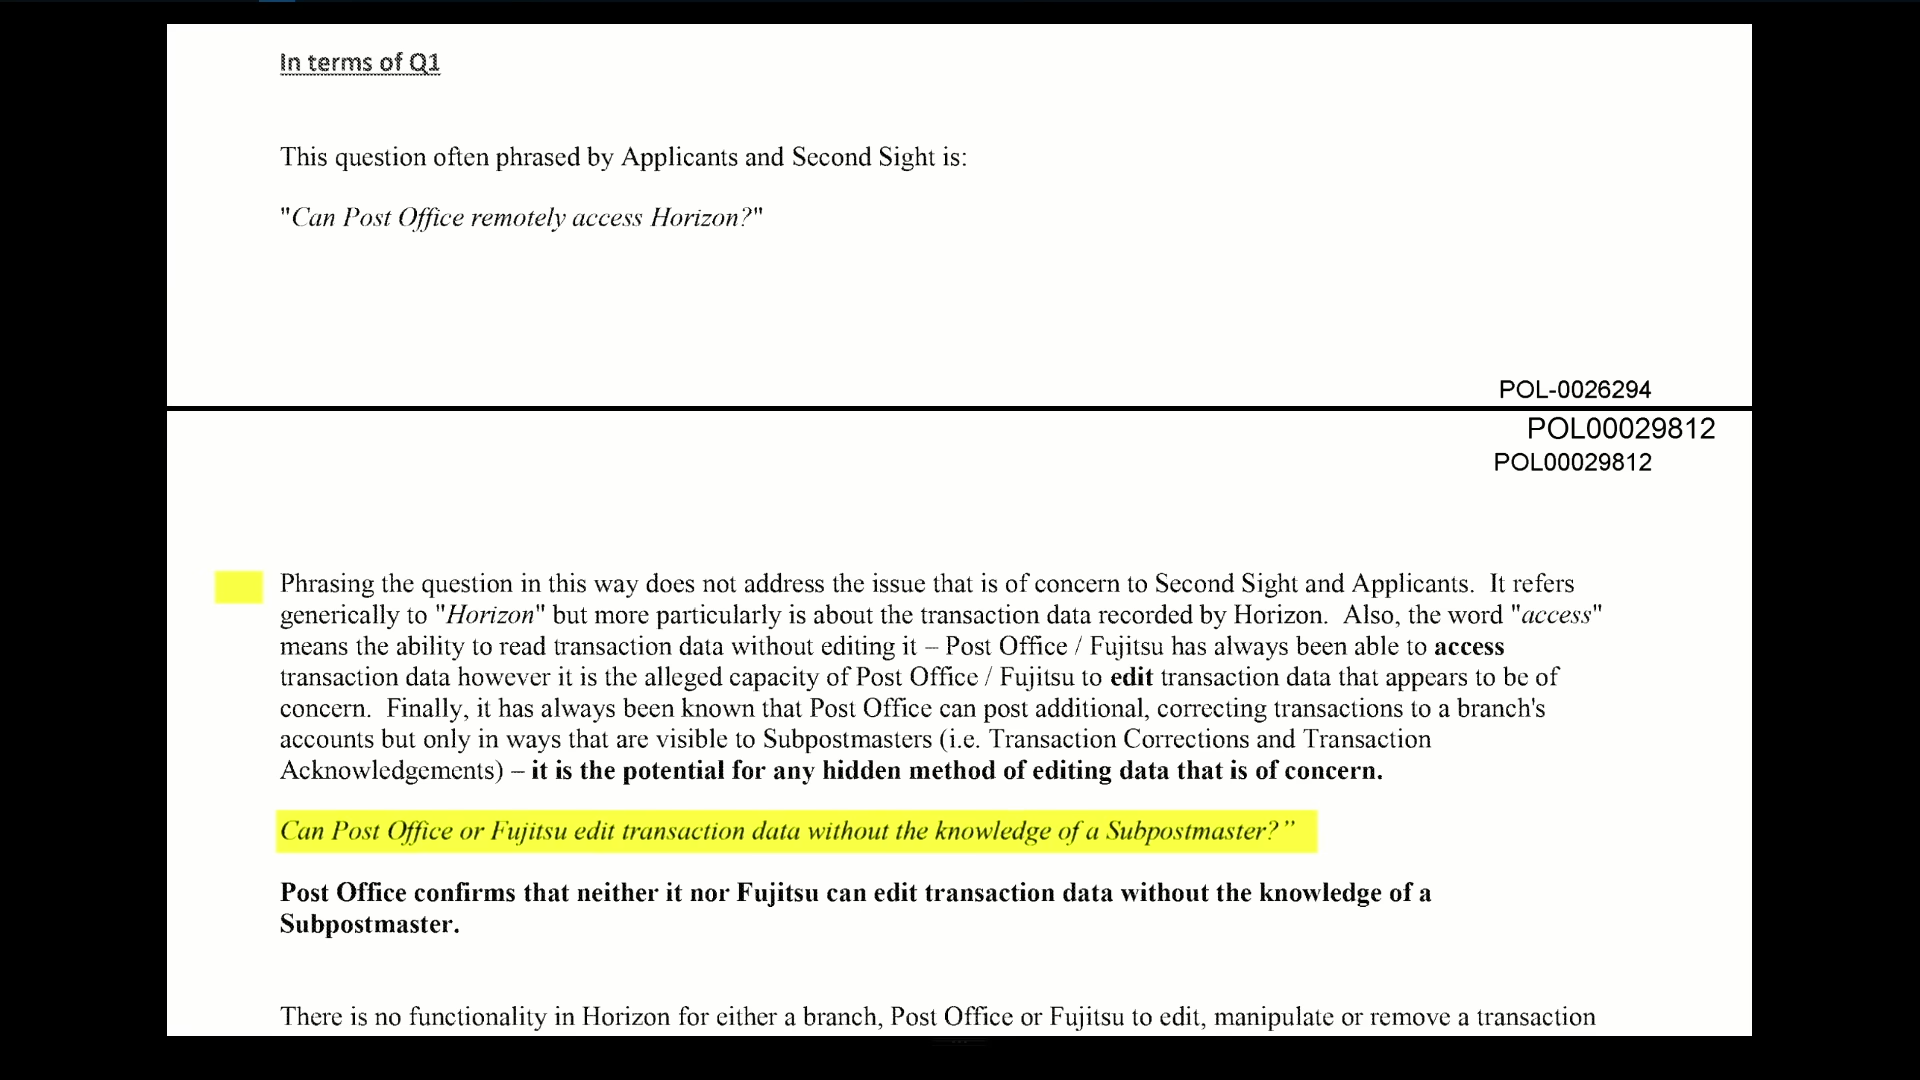 In terms of Q1
This question often phrased by Applicants and Second Sight is:
"Can Post Office remotely access Horizon?"
POL-0026294
POL00029812
POL00029812
Phrasing the question in this way does not address the issue that is of concern to Second Sight and Applicants.  It refers
generically to "Horizon" but more particularly is about the transaction data recorded by Horizon.  Also, the word "access"
means the ability to read transaction data without editing it – Post Office / Fujitsu has always been able to access
transaction data however it is the alleged capacity of Post Office / Fujitsu to edit transaction data that appears to be of
concern.  Finally, it has always been known that Post Office can post additional, correcting transactions to a branch's
accounts but only in ways that are visible to Subpostmasters (i.e. Transaction Corrections and Transaction
Acknowledgements) – it is the potential for any hidden method of editing data that is of concern.
Can Post Office or Fujitsu edit transaction data without the knowledge of a Subpostmaster?”
Post Office confirms that neither it nor Fujitsu can edit transaction data without the knowledge of a
Subpostmaster.
There is no functionality in Horizon for either a branch, Post Office or Fujitsu to edit, manipulate or remove a transaction